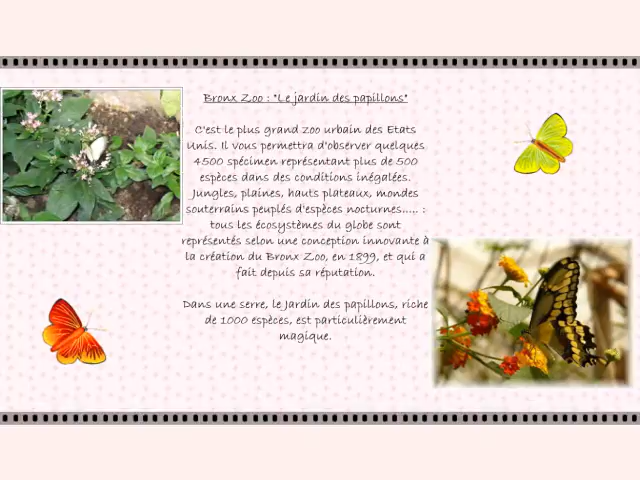 Bronx Zoo : "Le jardin des papillons"
C'est le plus grand zoo urbain des Etats
Unis. Il vous permettra d'observer quelques
4500 spécimen représentant plus de 500
espèces dans des conditions inégalées.
Jungles, plaines, hauts plateaux, mondes
souterrains peuplés d'espèces nocturnes..... :
tous les écosystèmes du globe sont
représentés selon une conception innovante à
la création du Bronx Zoo, en 1899, et qui a
fait depuis sa réputation.
Dans une serre, le Jardin des papillons, riche
de 1000 espèces, est particulièrement
magique.